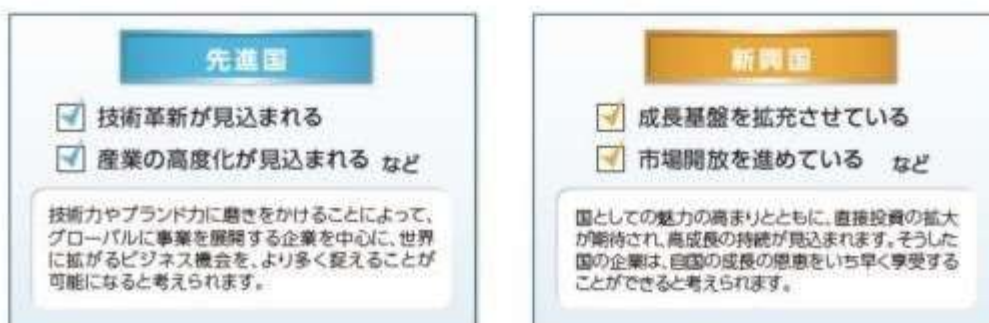 先進国
技術革新が見込まれる
産業の高度化が見込まれる など
技術力やブランド力に磨きをかけることによって、
グローバルに事業を展開する企業を中心に、世界
に拡がるビジネス機会を、より多く捉えることが
可能になると考えられます。
新興国
成長基盤を拡充させている
市場開放を進めている など
国としての魅力の高まりとともに、直接投資の拡大
が期待され、高成長の持続が見込まれます。そうした
国の企業は、自国の成長の恩恵をいち早く享受する
ことができると考えられます。